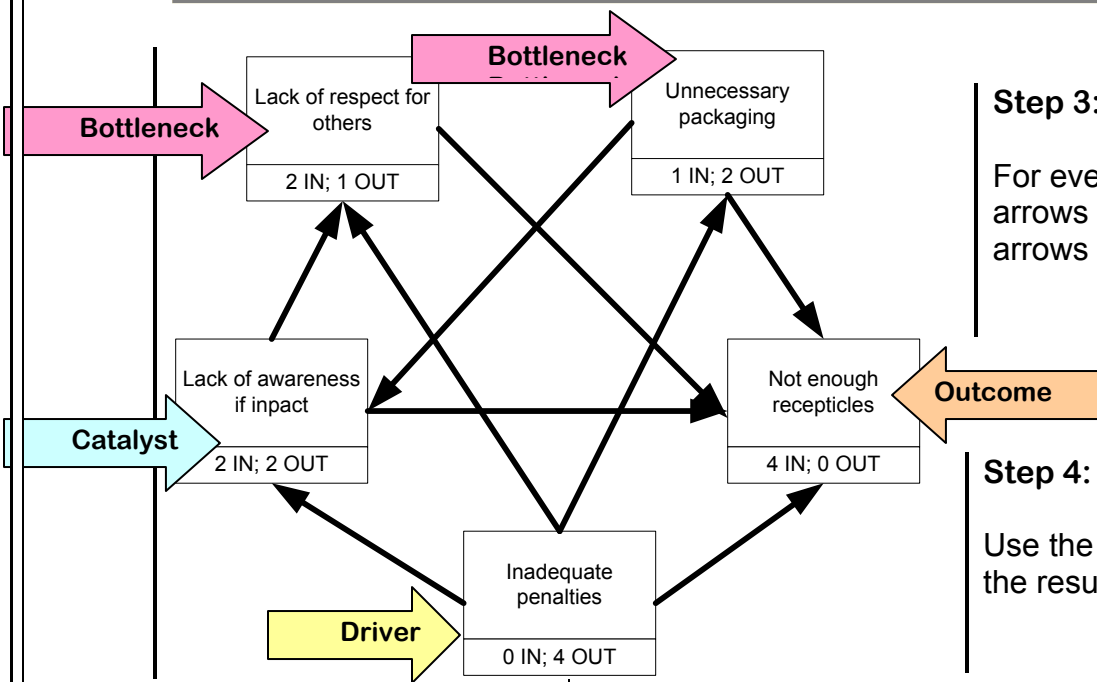 Bottleneck
Lack of respect for
others
2 IN; 1 OUT
Bottleneck
Unnecessary
packaging
1 IN; 2 OUT
Step 3:
For eve
arrows
arrows
Catalyst
Lack of awareness
if inpact
2 IN; 2 OUT
Not enough
recepticles
4 IN; 0 OUT
Outcome
Step 4:
Use the
the resu
Driver
Inadequate
penalties
0 IN; 4 OUT